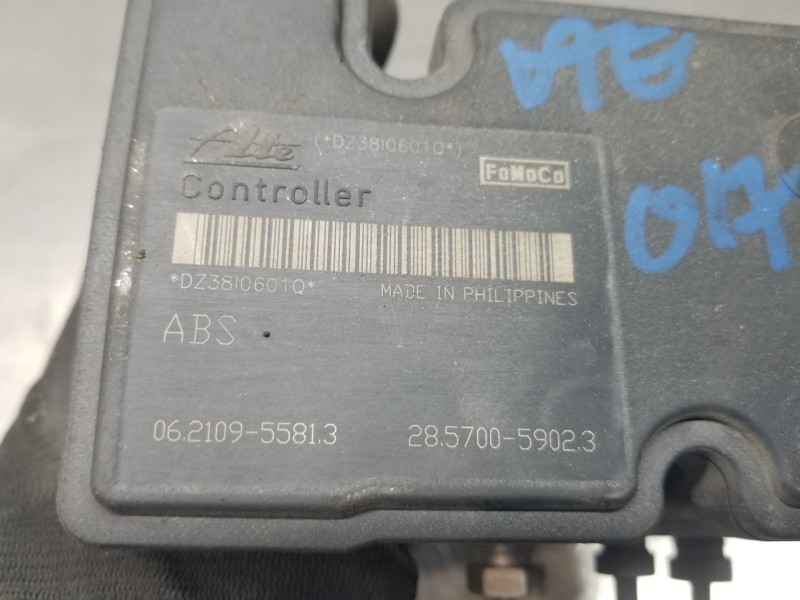 Ate (*DZ38I0601Q*)
FoMoCo
Controller
*DZ38I0601Q* MADE IN PHILIPPINES
ABS
06.2109-5581.3 28.5700-5902.3